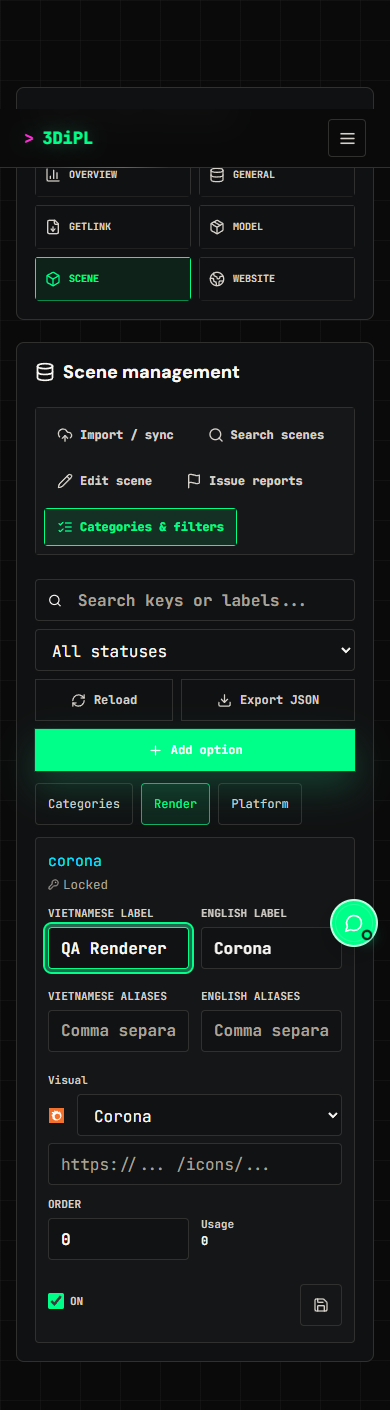 > 3DiPL
OVERVIEW
GENERAL
GETLINK
MODEL
SCENE
WEBSITE
Scene management
Import / sync
Search scenes
Edit scene
Issue reports
Categories & filters
Search keys or labels...
All statuses
Reload
Export JSON
+ Add option
Categories
Render
Platform
corona
Locked
VIETNAMESE LABEL
ENGLISH LABEL
QA Renderer
Corona
VIETNAMESE ALIASES
ENGLISH ALIASES
Comma separa
Comma separa
Visual
Corona
https://... /icons/...
ORDER
Usage
0
0
ON